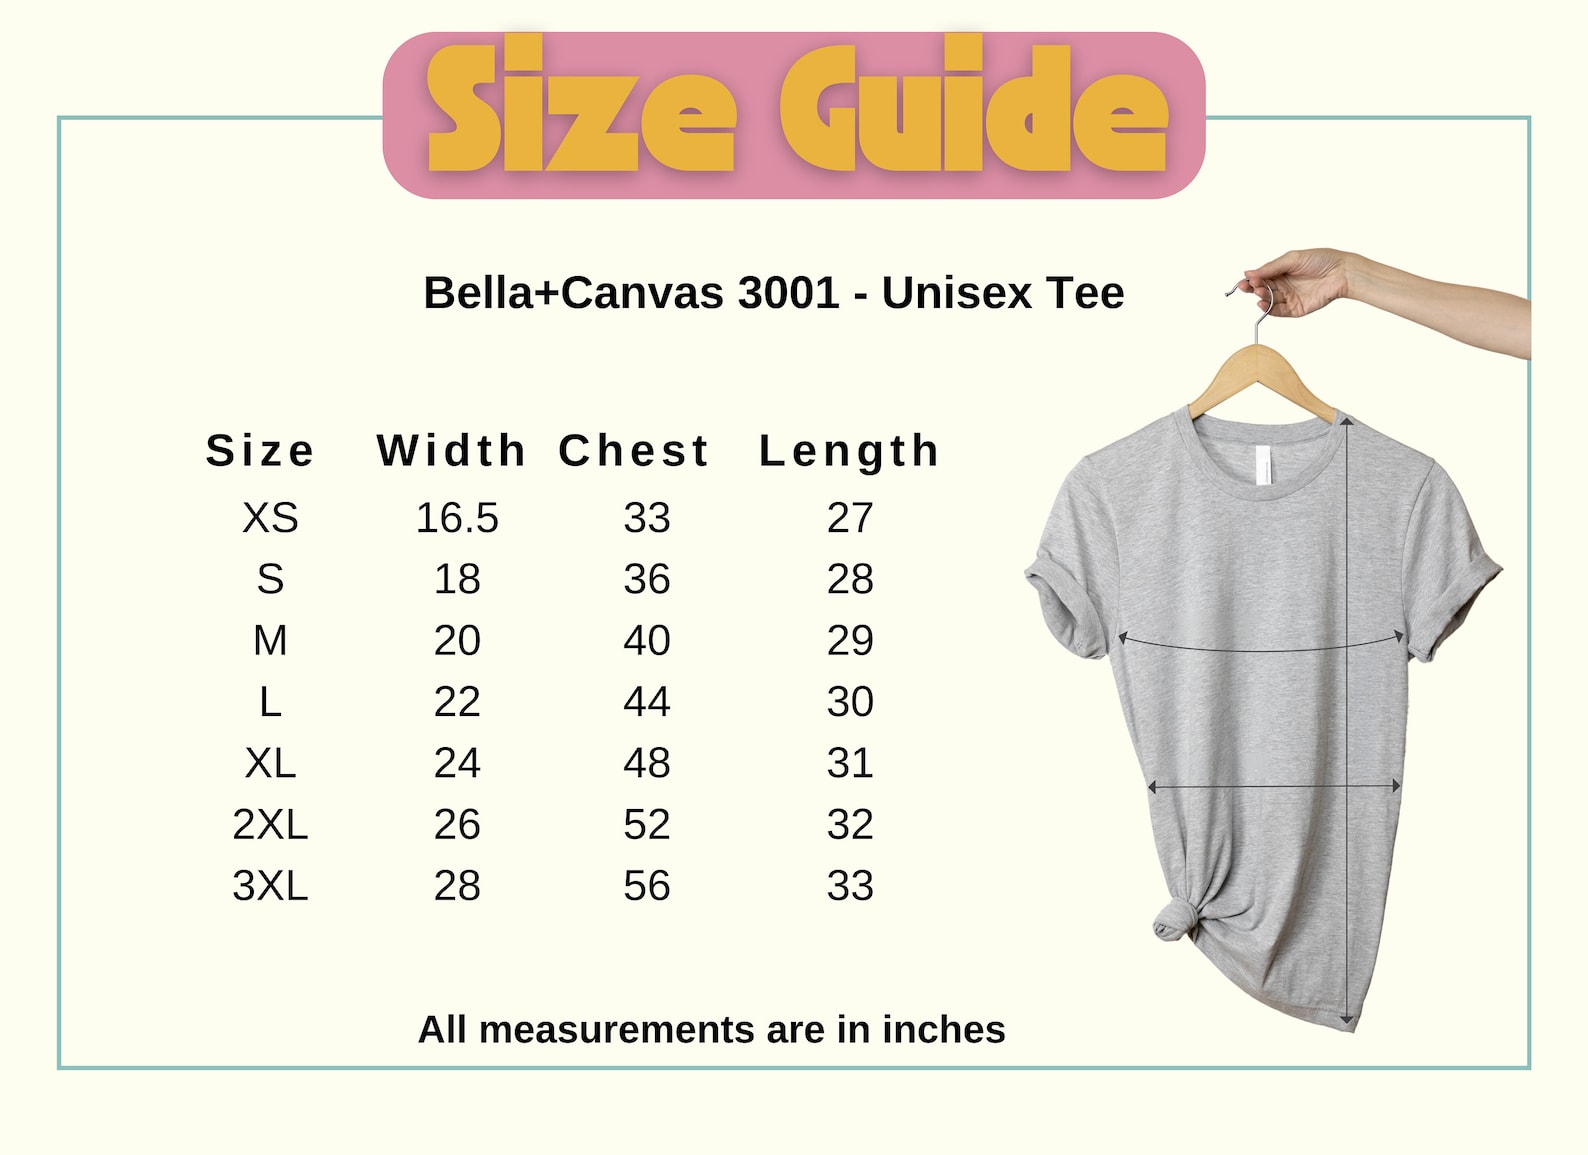 Size Guide
Bella+Canvas 3001 - Unisex Tee
Size Width Chest Length
XS 16.5 33 27
S 18 36 28
M 20 40 29
L 22 44 30
XL 24 48 31
2XL 26 52 32
3XL 28 56 33
All measurements are in inches